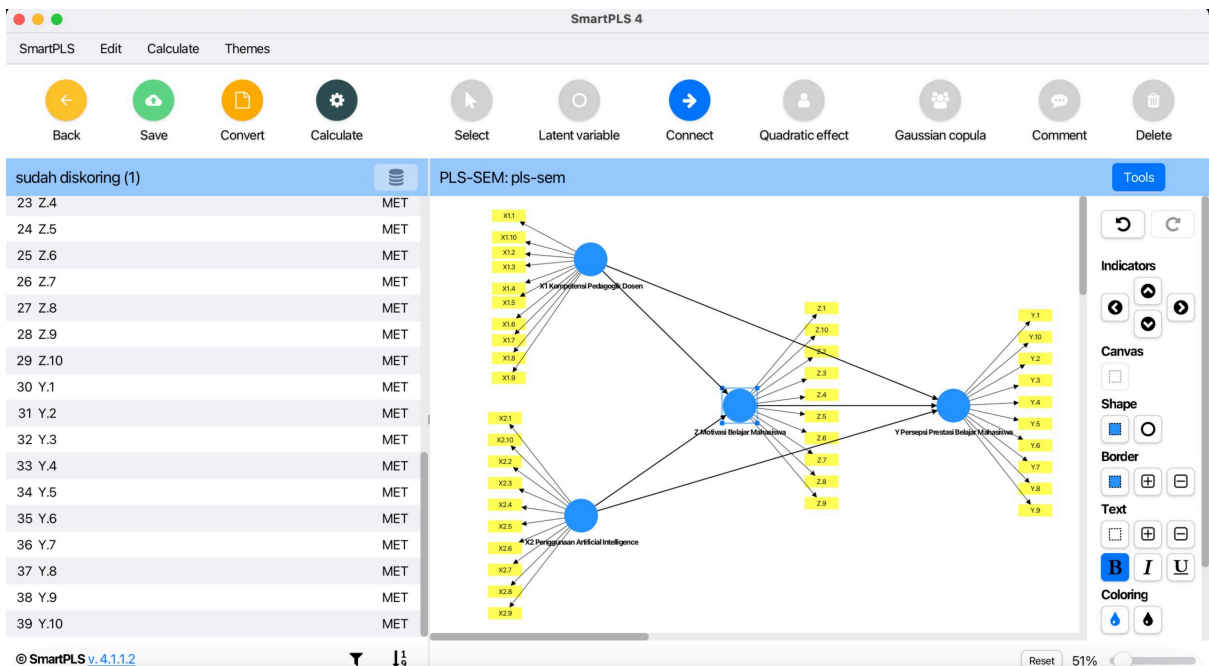 SmartPLS 4
SmartPLS Edit Calculate Themes
Back Save Convert Calculate Select Latent variable Connect Quadratic effect Gaussian copula Comment Delete
sudah diskoring (1)
23 Z.4 MET
24 Z.5 MET
25 Z.6 MET
26 Z.7 MET
27 Z.8 MET
28 Z.9 MET
29 Z.10 MET
30 Y.1 MET
31 Y.2 MET
32 Y.3 MET
33 Y.4 MET
34 Y.5 MET
35 Y.6 MET
36 Y.7 MET
37 Y.8 MET
38 Y.9 MET
39 Y.10 MET
© SmartPLS v. 4.1.1.2
1
9
PLS-SEM: pls-sem
X1.1
X1.10
X1.2
X1.3
X1.4
X1.5
X1.6
X1.7
X1.8
X1.9
X1 Kompetensi Pedagogik Dosen
X2.1
X2.10
X2.2
X2.3
X2.4
X2.5
X2.6
X2.7
X2.8
X2.9
X2 Penggunaan Artificial Intelligence
Z.1
Z.10
Z.2
Z.3
Z.4
Z.5
Z.6
Z.7
Z.8
Z.9
Z Motivasi Belajar Mahasiswa
Y.1
Y.10
Y.2
Y.3
Y.4
Y.5
Y.6
Y.7
Y.8
Y.9
Y Persepsi Prestasi Belajar Mahasiswa
Tools
Indicators
Canvas
Shape
Border
Text
B I U
Coloring
Reset 51%